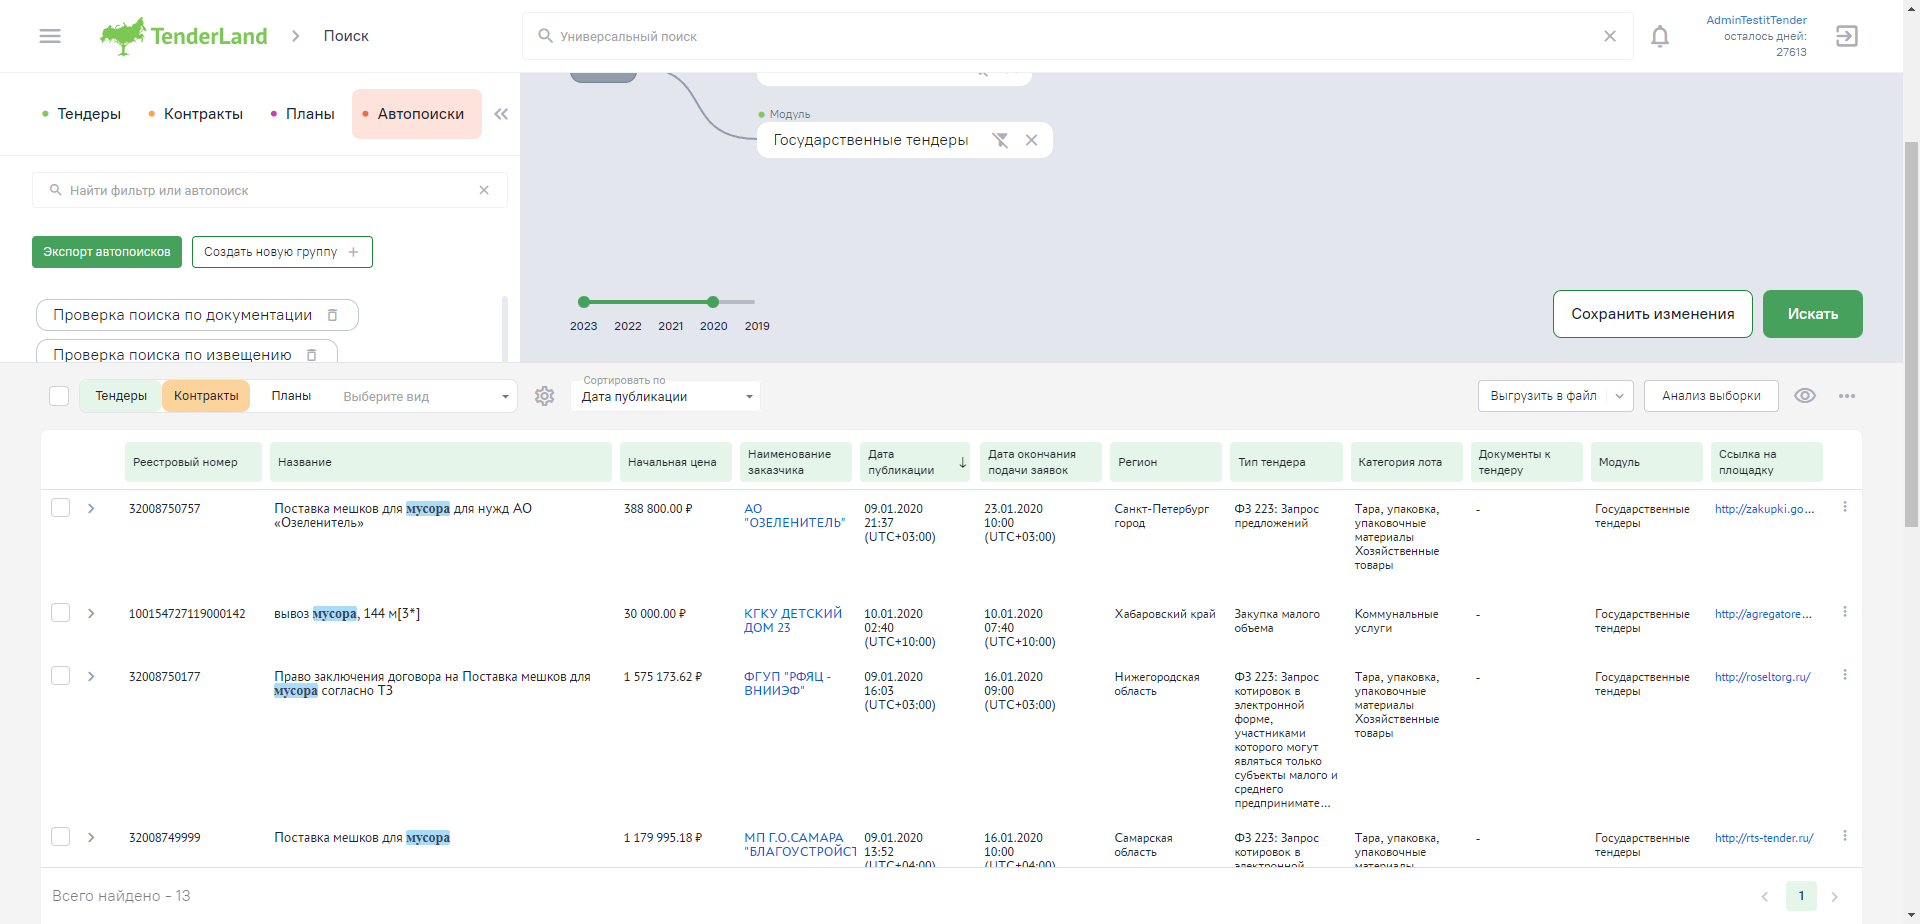 TenderLand
Поиск
Универсальный поиск
AdminTestitTender
осталось дней:
27613
Тендеры
Контракты
Планы
Автопоиски
Модуль
Государственные тендеры
Найти фильтр или автопоиск
Экспорт автопоисков
Создать новую группу
Проверка поиска по документации
Проверка поиска по извещению
2023 2022 2021 2020 2019
Сохранить изменения
Искать
Тендеры
Контракты
Планы
Выберите вид
Сортировать по
Дата публикации
Выгрузить в файл
Анализ выборки
Реестровый номер
Название
Начальная цена
Наименование
заказчика
Дата
публикации
Дата окончания
подачи заявок
Регион
Тип тендера
Категория лота
Документы к
тендеру
Модуль
Ссылка на
площадку
32008750757
Поставка мешков для мусора для нужд АО
«Озеленитель»
388 800.00 ₽
АО
"ОЗЕЛЕНИТЕЛЬ"
09.01.2020
21:37
(UTC+03:00)
23.01.2020
10:00
(UTC+03:00)
Санкт-Петербург
город
ФЗ 223: Запрос
предложений
Тара, упаковка,
упаковочные
материалы
Хозяйственные
товары
-
Государственные
тендеры
http://zakupki.go...
100154727119000142
вывоз мусора, 144 м[3*]
30 000.00 ₽
КГКУ ДЕТСКИЙ
ДОМ 23
10.01.2020
02:40
(UTC+10:00)
10.01.2020
07:40
(UTC+10:00)
Хабаровский край
Закупка малого
объема
Коммунальные
услуги
-
Государственные
тендеры
http://agregatore...
32008750177
Право заключения договора на Поставка мешков для
мусора согласно ТЗ
1 575 173.62 ₽
ФГУП "РФЯЦ -
ВНИИЭФ"
09.01.2020
16:03
(UTC+03:00)
16.01.2020
09:00
(UTC+03:00)
Нижегородская
область
ФЗ 223: Запрос
котировок в
электронной
форме,
участниками
которого могут
являться только
субъекты малого и
среднего
предпринимате...
Тара, упаковка,
упаковочные
материалы
Хозяйственные
товары
-
Государственные
тендеры
http://roseltorg.ru/
32008749999
Поставка мешков для мусора
1 179 995.18 ₽
МП Г.О.САМАРА
"БЛАГОУСТРОЙСТ
09.01.2020
13:52
(UTC+04:00)
16.01.2020
10:00
(UTC+04:00)
Самарская
область
ФЗ 223: Запрос
котировок в
электронной
Тара, упаковка,
упаковочные
материалы
-
Государственные
тендеры
http://rts-tender.ru/
Всего найдено - 13
1